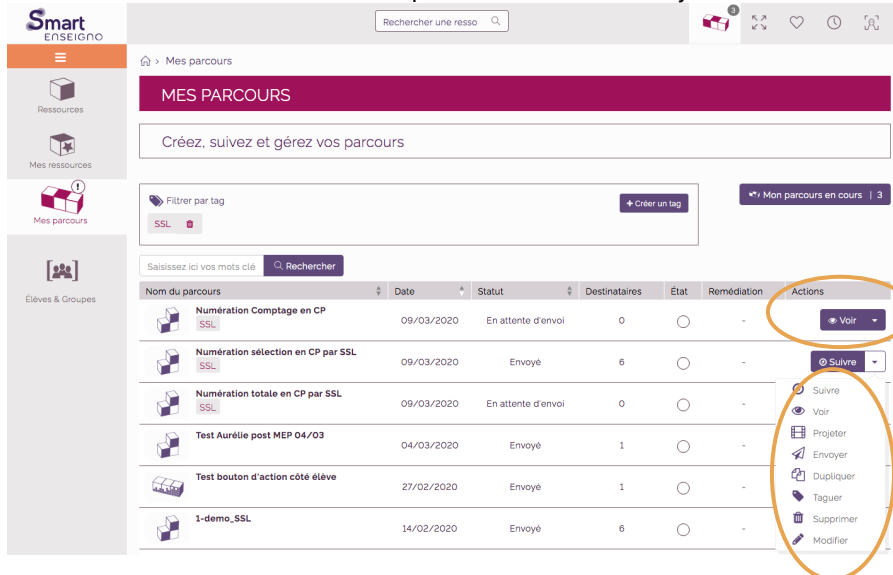 Smart
ENSEIGNO
Rechercher une resso
3
Mes parcours
Ressources
Mes ressources
!
Mes parcours
Élèves & Groupes
MES PARCOURS
Créez, suivez et gérez vos parcours
Filtrer par tag
+ Créer un tag
SSL
Mon parcours en cours | 3
Saisissez ici vos mots clé Rechercher
Nom du parcours Date Statut Destinataires État Remédiation Actions
Numération Comptage en CP
SSL
09/03/2020 En attente d'envoi 0 - Voir
Numération sélection en CP par SSL
SSL
09/03/2020 Envoyé 6 - Suivre
Numération totale en CP par SSL
SSL
09/03/2020 En attente d'envoi 0 -
Test Aurélie post MEP 04/03
04/03/2020 Envoyé 1 -
Test bouton d'action côté élève
27/02/2020 Envoyé 1 -
1-demo_SSL
14/02/2020 Envoyé 6 -
Suivre
Voir
Projeter
Envoyer
Dupliquer
Taguer
Supprimer
Modifier